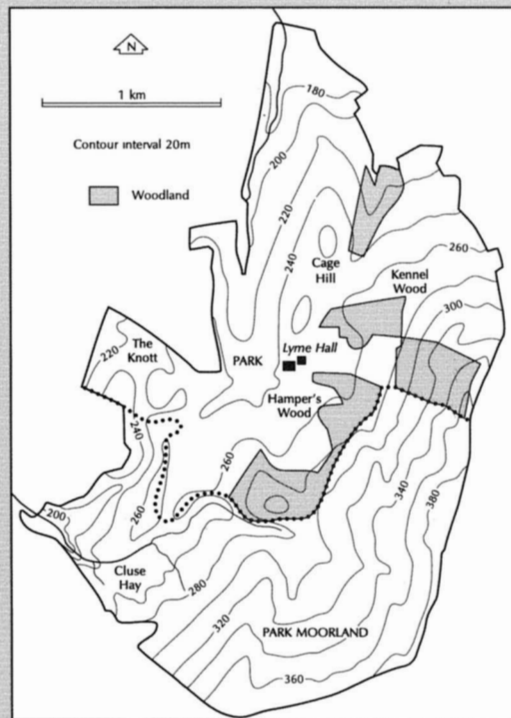 N
1 km
Contour interval 20m
Woodland
180
200
220
240
Cage
Hill
260
Kennel
Wood
300
The
Knott
220
PARK
Lyme Hall
Hamper's
Wood
240
260
260
340
380
200
Cluse
Hay
280
320
PARK MOORLAND
360